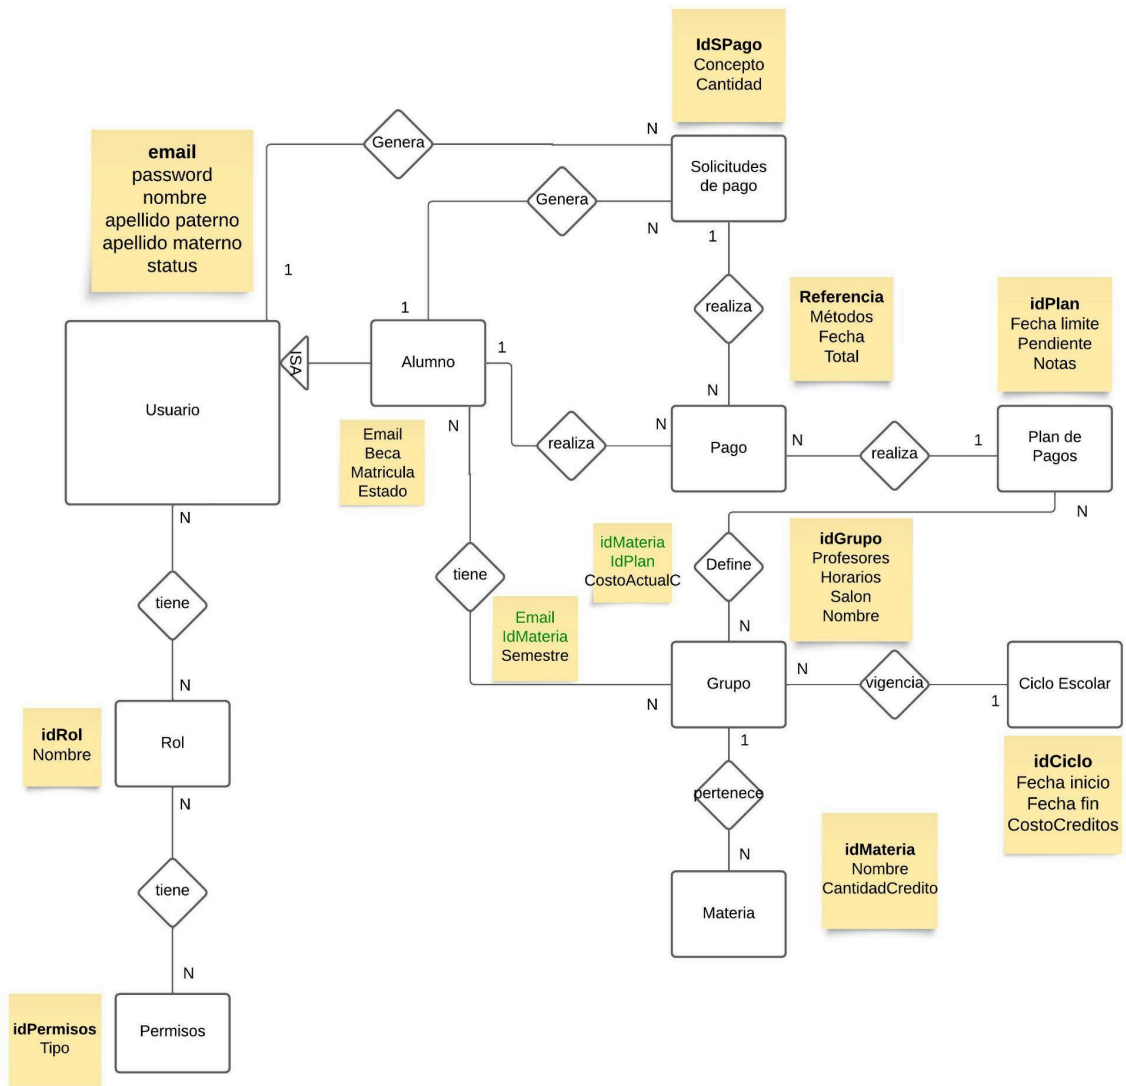 IdSPago
Concepto
Cantidad
N
Genera
email
password
nombre
apellido paterno
apellido materno
status
Solicitudes
de pago
Genera
N
1
1
1
realiza
Referencia
Métodos
Fecha
Total
idPlan
Fecha limite
Pendiente
Notas
ISA
Alumno
1
Usuario
N
N
Email
Beca
Matricula
Estado
realiza
N
Pago
N
realiza
1
Plan de
Pagos
N
N
idMateria
IdPlan
CostoActualC
Define
idGrupo
Profesores
Horarios
Salon
Nombre
tiene
tiene
Email
IdMateria
Semestre
N
N
N
Grupo
N
vigencia
1
Ciclo Escolar
N
idRol
Nombre
Rol
1
N
pertenece
idCiclo
Fecha inicio
Fecha fin
CostoCreditos
N
idMateria
Nombre
CantidadCredito
tiene
Materia
N
idPermisos
Tipo
Permisos